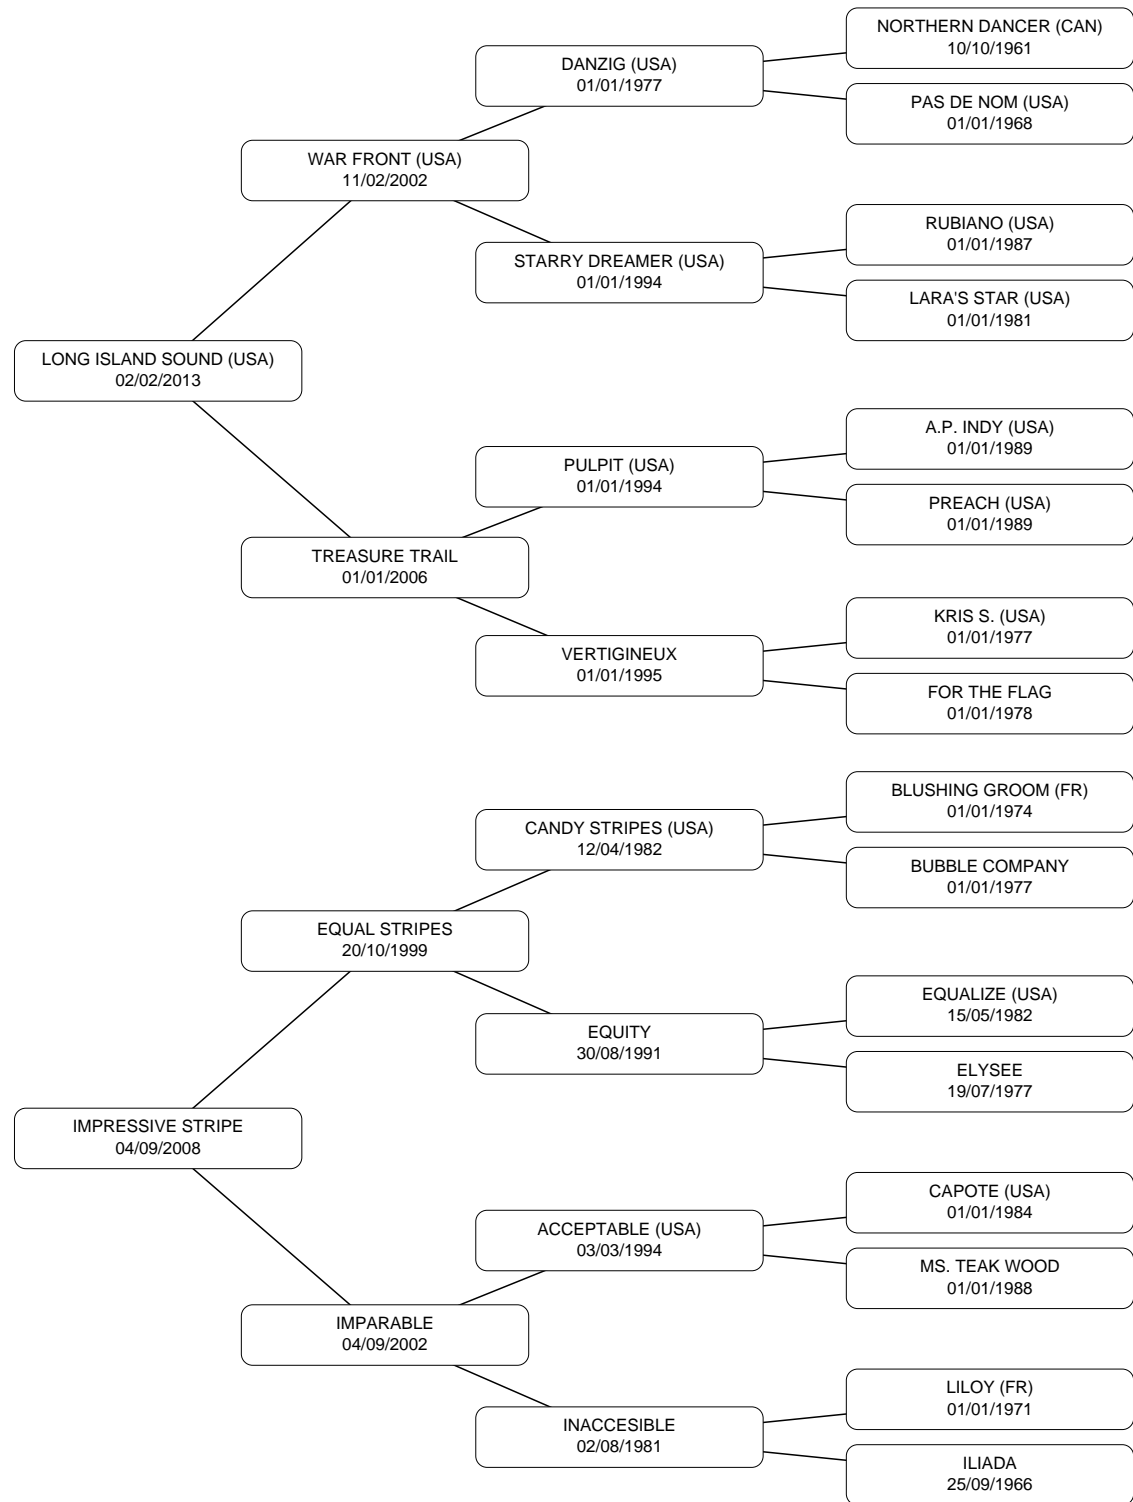 NORTHERN DANCER (CAN)
10/10/1961
DANZIG (USA)
01/01/1977
PAS DE NOM (USA)
01/01/1968
WAR FRONT (USA)
11/02/2002
RUBIANO (USA)
01/01/1987
STARRY DREAMER (USA)
01/01/1994
LARA'S STAR (USA)
01/01/1981
LONG ISLAND SOUND (USA)
02/02/2013
A.P. INDY (USA)
01/01/1989
PULPIT (USA)
01/01/1994
PREACH (USA)
01/01/1989
TREASURE TRAIL
01/01/2006
KRIS S. (USA)
01/01/1977
VERTIGINEUX
01/01/1995
FOR THE FLAG
01/01/1978
BLUSHING GROOM (FR)
01/01/1974
CANDY STRIPES (USA)
12/04/1982
BUBBLE COMPANY
01/01/1977
EQUAL STRIPES
20/10/1999
EQUALIZE (USA)
15/05/1982
EQUITY
30/08/1991
ELYSEE
19/07/1977
IMPRESSIVE STRIPE
04/09/2008
CAPOTE (USA)
01/01/1984
ACCEPTABLE (USA)
03/03/1994
MS. TEAK WOOD
01/01/1988
IMPARABLE
04/09/2002
LILOY (FR)
01/01/1971
INACCESIBLE
02/08/1981
ILIADA
25/09/1966